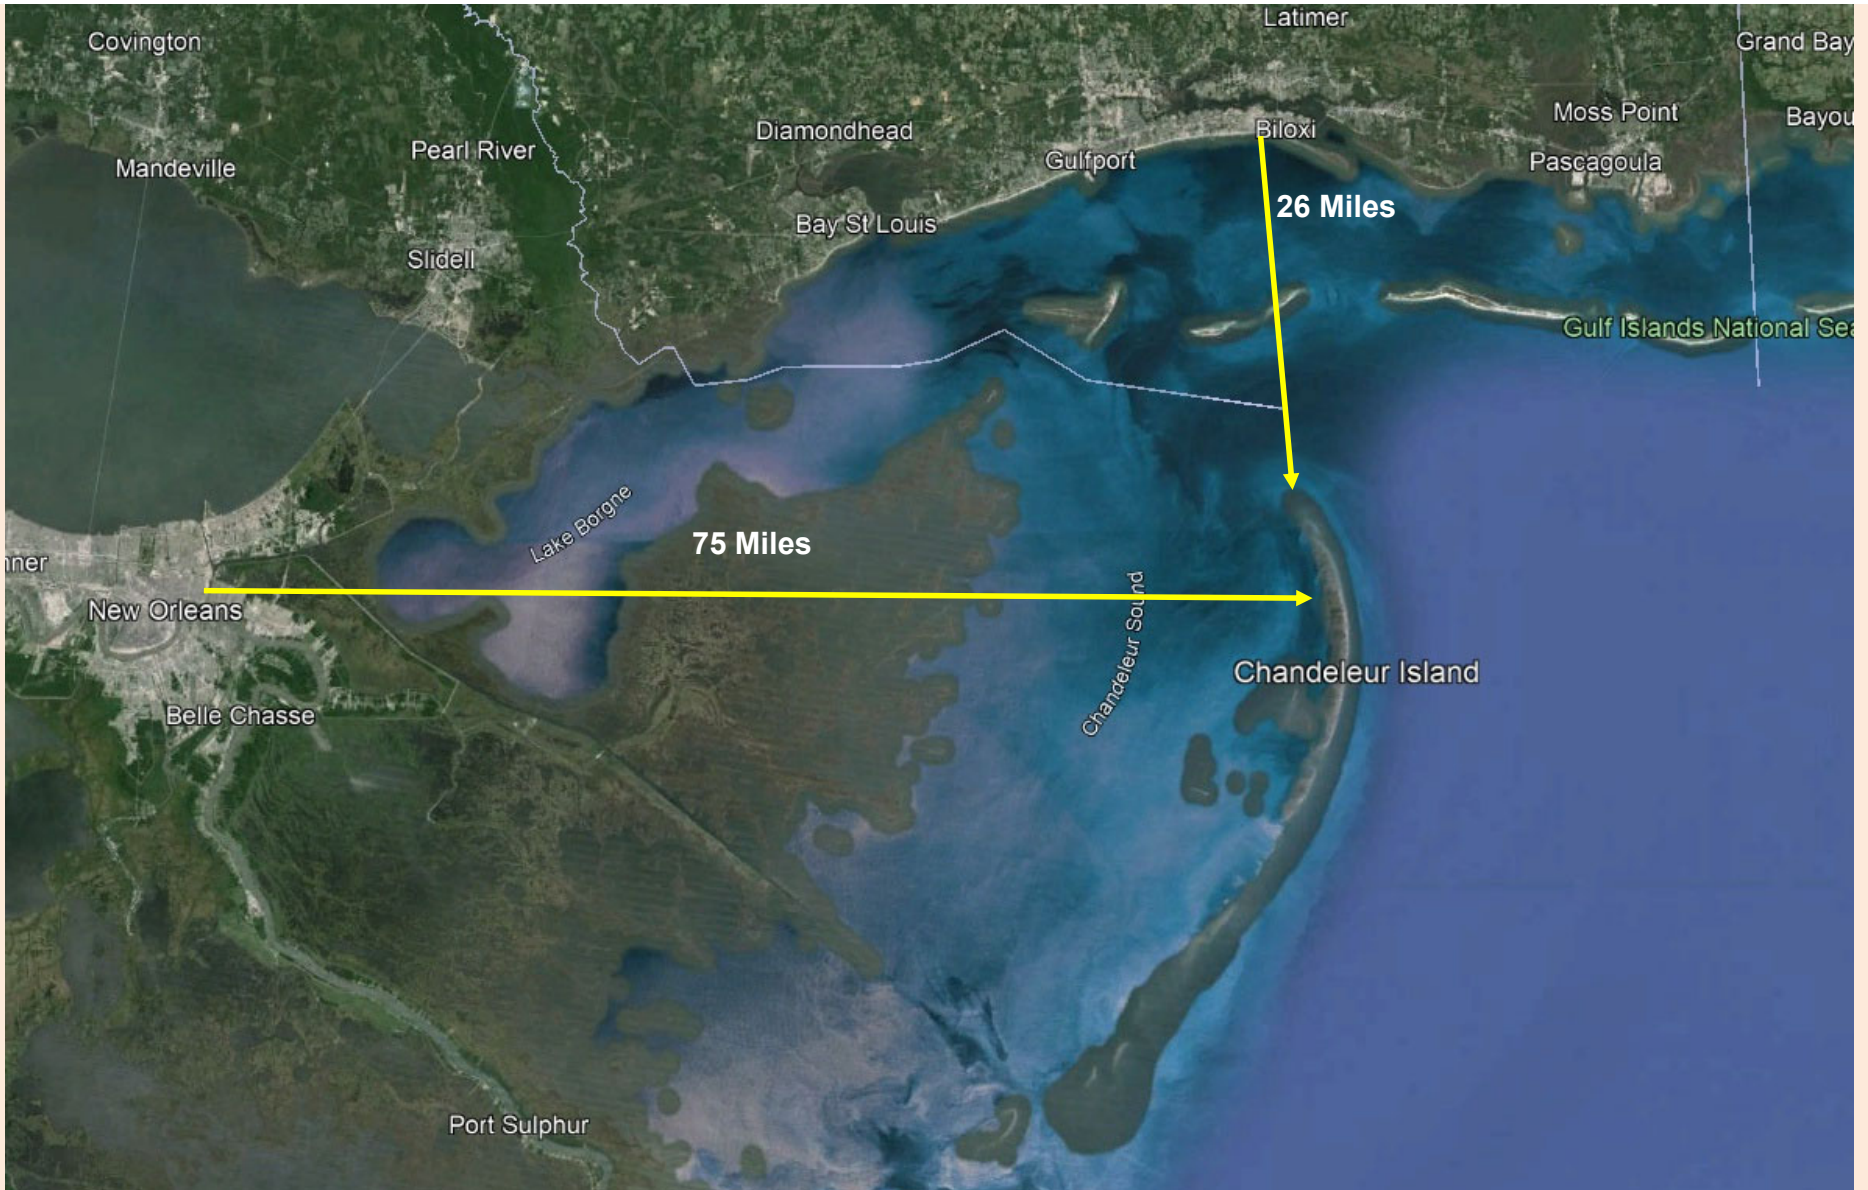 Latimer
Covington
Grand Bay
Moss Point
Bayou
Diamondhead
Biloxi
Pearl River
Gulfport
Pascagoula
Mandeville
26 Miles
Bay St Louis
Slidell
Gulf Islands National Sea
Lake Borgne
75 Miles
nner
New Orleans
Chandeleur Sound
Chandeleur Island
Belle Chasse
Port Sulphur